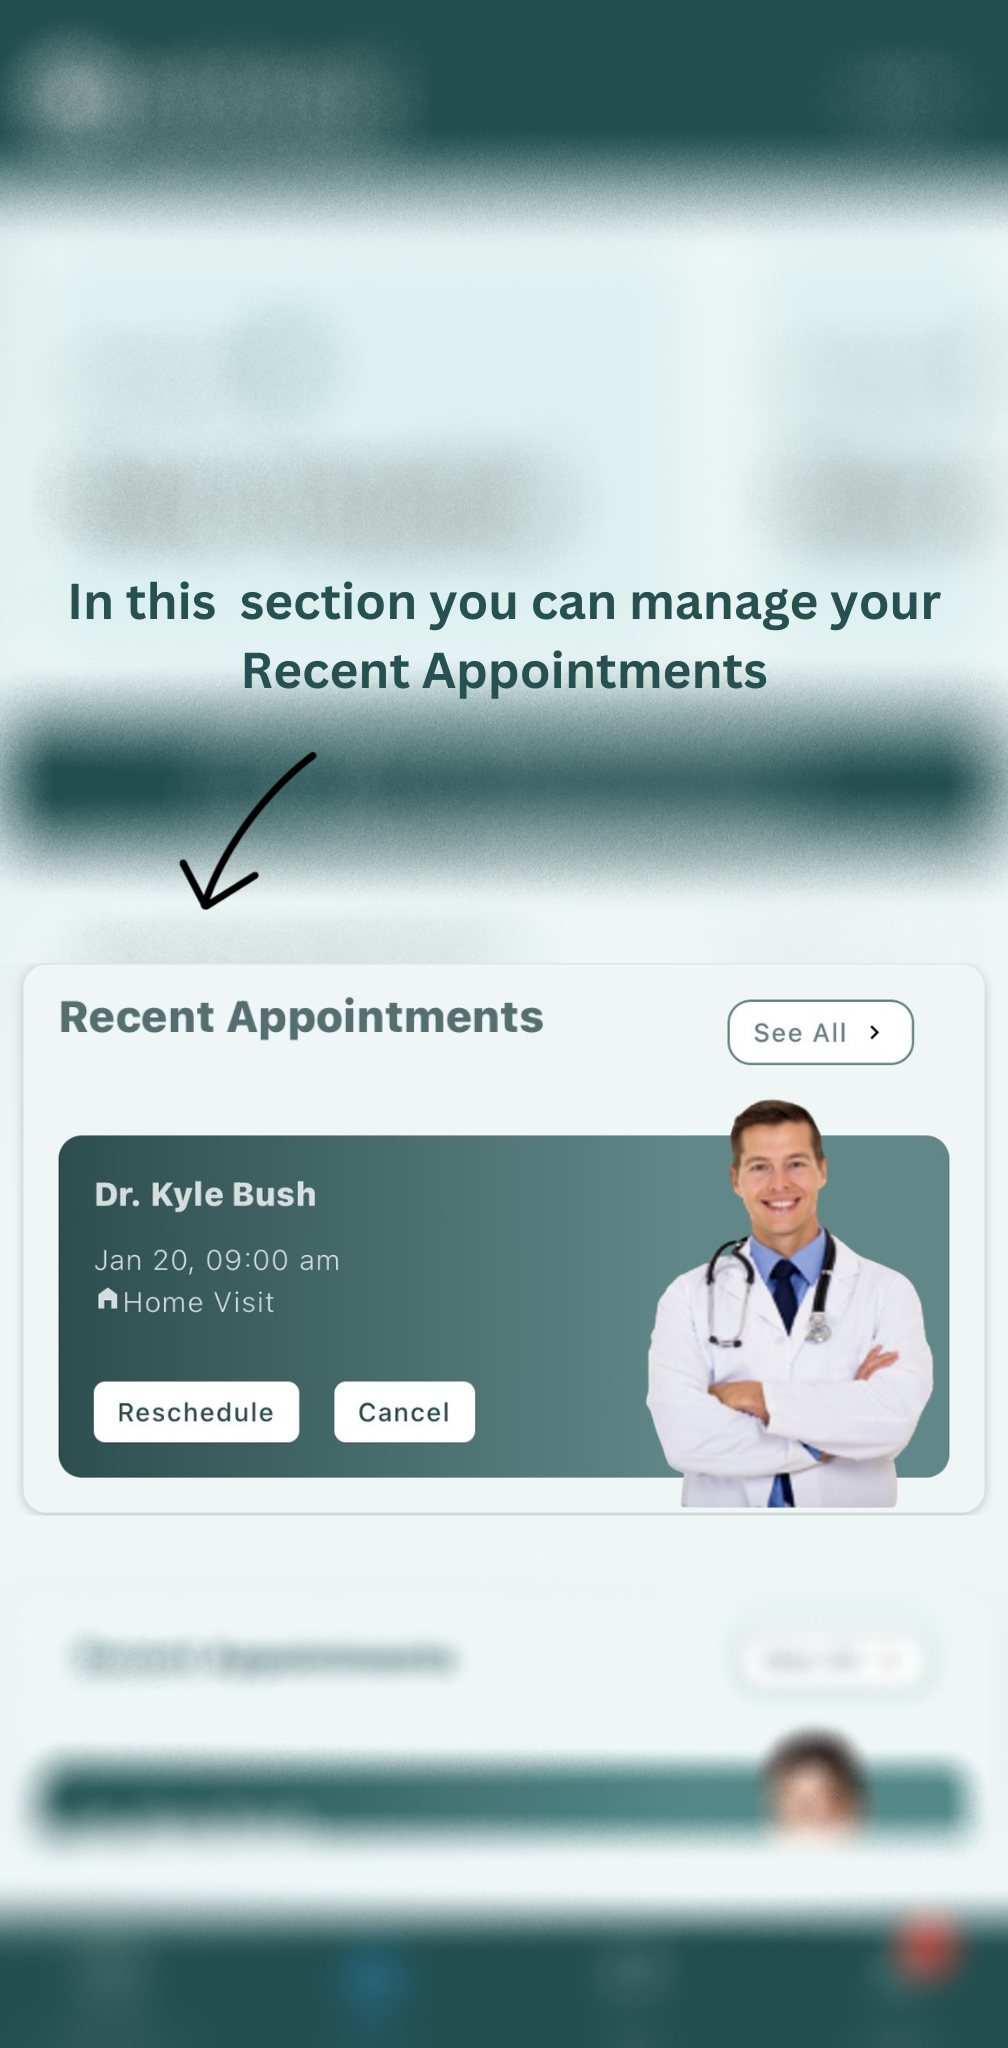 In this section you can manage your
Recent Appointments
Recent Appointments
See All
Dr. Kyle Bush
Jan 20, 09:00 am
Home Visit
Reschedule
Cancel